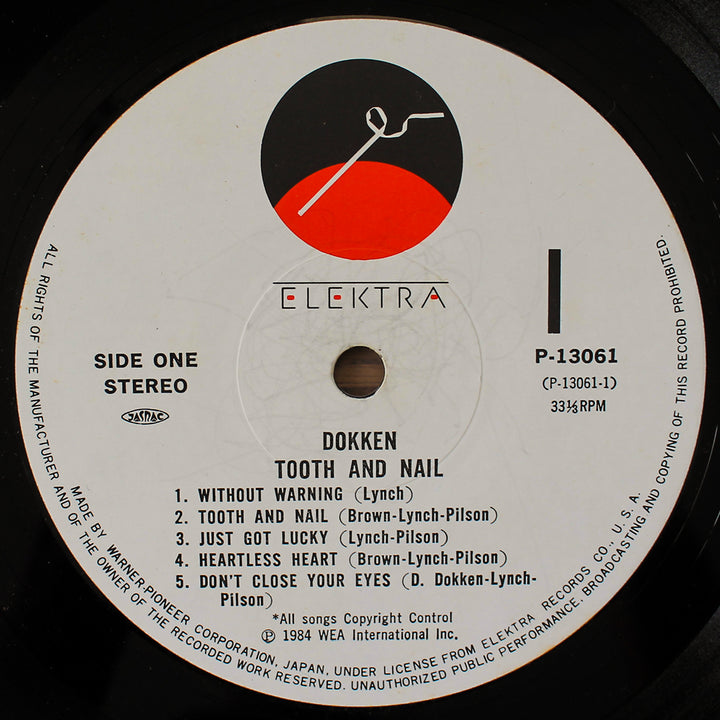 ELEKTRA
SIDE ONE
STEREO
JASRAC
P-13061
(P-13061-1)
33⅓RPM
DOKKEN
TOOTH AND NAIL
1. WITHOUT WARNING (Lynch)
2. TOOTH AND NAIL (Brown-Lynch-Pilson)
3. JUST GOT LUCKY (Lynch-Pilson)
4. HEARTLESS HEART (Brown-Lynch-Pilson)
5. DON'T CLOSE YOUR EYES (D. Dokken-Lynch-
Pilson)
*All songs Copyright Control
Ⓟ 1984 WEA International Inc.
MADE BY WARNER-PIONEER CORPORATION, JAPAN, UNDER LICENSE FROM ELEKTRA RECORDS CO., U.S.A.
ALL RIGHTS OF THE MANUFACTURER AND OF THE OWNER OF THE RECORDED WORK RESERVED. UNAUTHORIZED PUBLIC PERFORMANCE, BROADCASTING AND COPYING OF THIS RECORD PROHIBITED.